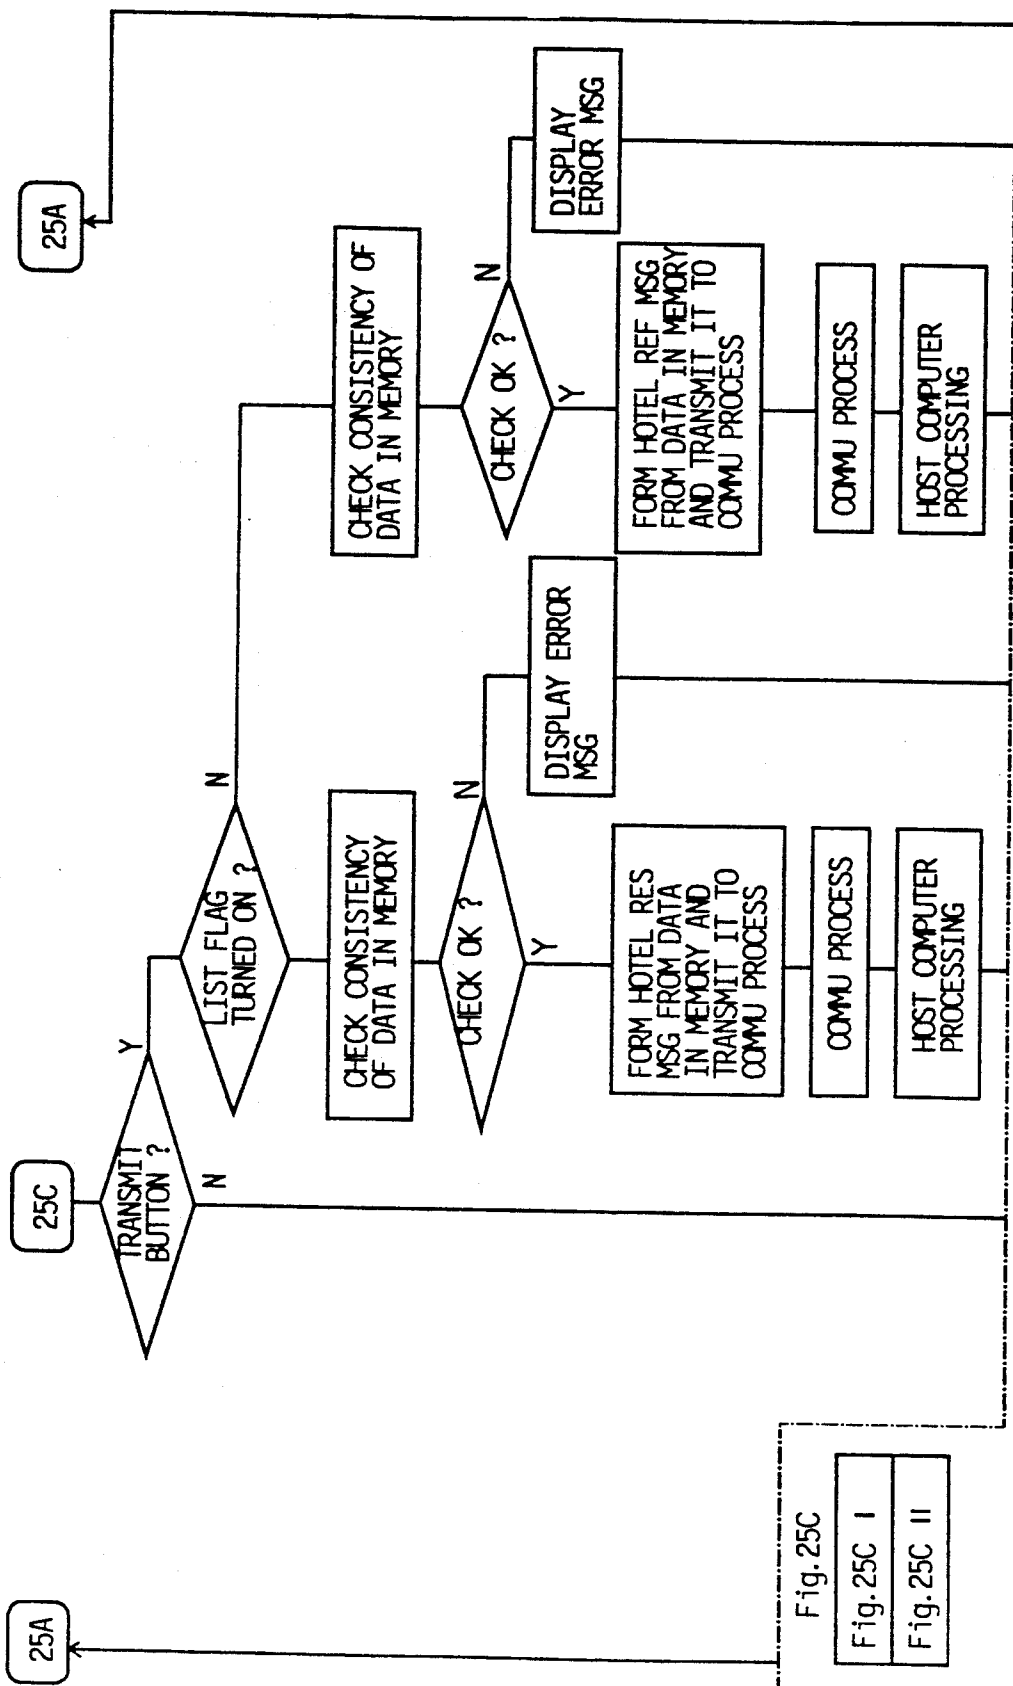 25A
25C
25A
TRANSMIT
BUTTON ?
Y
N
LIST FLAG
TURNED ON ?
N
CHECK CONSISTENCY
OF DATA IN MEMORY
CHECK CONSISTENCY OF
DATA IN MEMORY
CHECK OK ?
N
Y
CHECK OK ?
N
Y
DISPLAY ERROR
MSG
DISPLAY
ERROR MSG
FORM HOTEL RES
MSG FROM DATA
IN MEMORY AND
TRANSMIT IT TO
COMMU PROCESS
FORM HOTEL REF MSG
FROM DATA IN MEMORY
AND TRANSMIT IT TO
COMMU PROCESS
COMMU PROCESS
COMMU PROCESS
HOST COMPUTER
PROCESSING
HOST COMPUTER
PROCESSING
Fig.25C
Fig.25C I
Fig.25C II